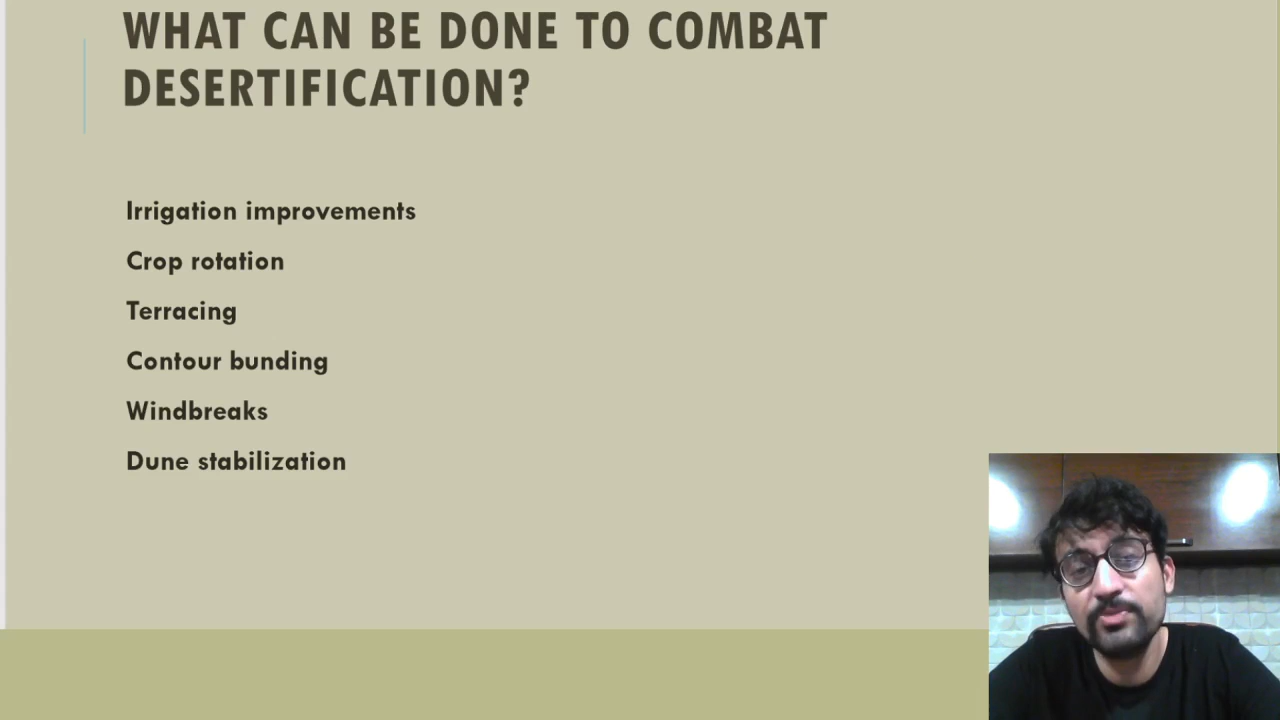 WHAT CAN BE DONE TO COMBAT
DESERTIFICATION?
Irrigation improvements
Crop rotation
Terracing
Contour bunding
Windbreaks
Dune stabilization